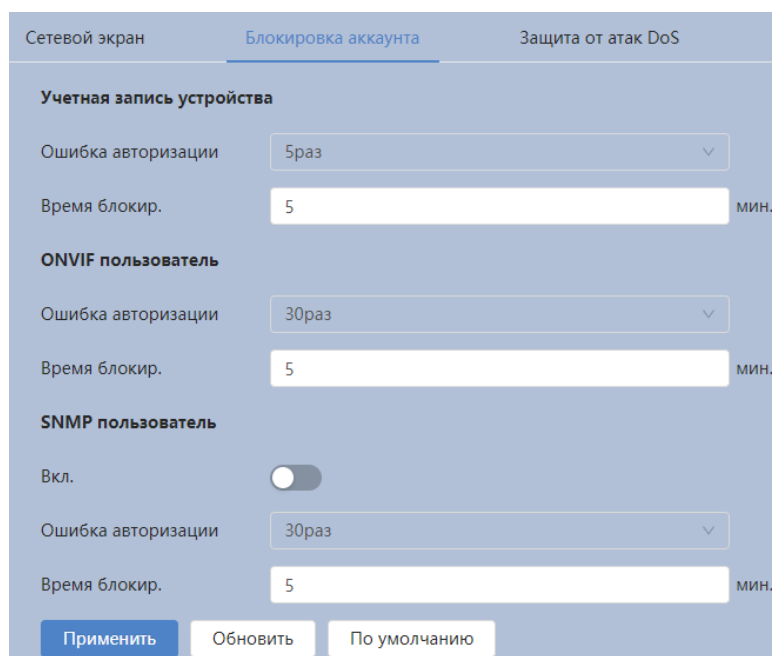 Сетевой экран Блокировка аккаунта Защита от атак DoS
Учетная запись устройства
Ошибка авторизации 5раз
Время блокир. 5 мин.
ONVIF пользователь
Ошибка авторизации 30раз
Время блокир. 5 мин.
SNMP пользователь
Вкл.
Ошибка авторизации 30раз
Время блокир. 5 мин.
Применить Обновить По умолчанию